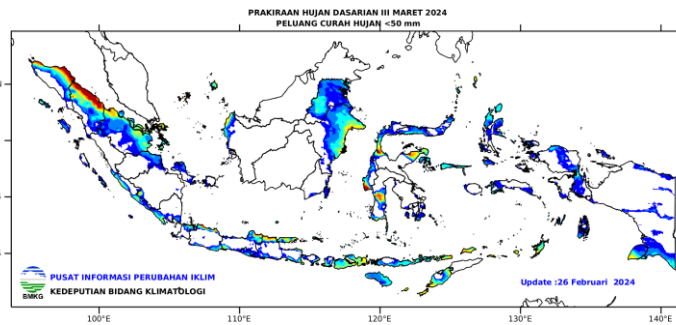 PRAKIRAAN HUJAN DASARIAN III MARET 2024
PELUANG CURAH HUJAN <50 mm
PUSAT INFORMASI PERUBAHAN IKLIM
KEDEPUTIAN BIDANG KLIMATOLOGI
BMKG
Update :26 Februari 2024
100°E 110°E 120°E 130°E 140°E